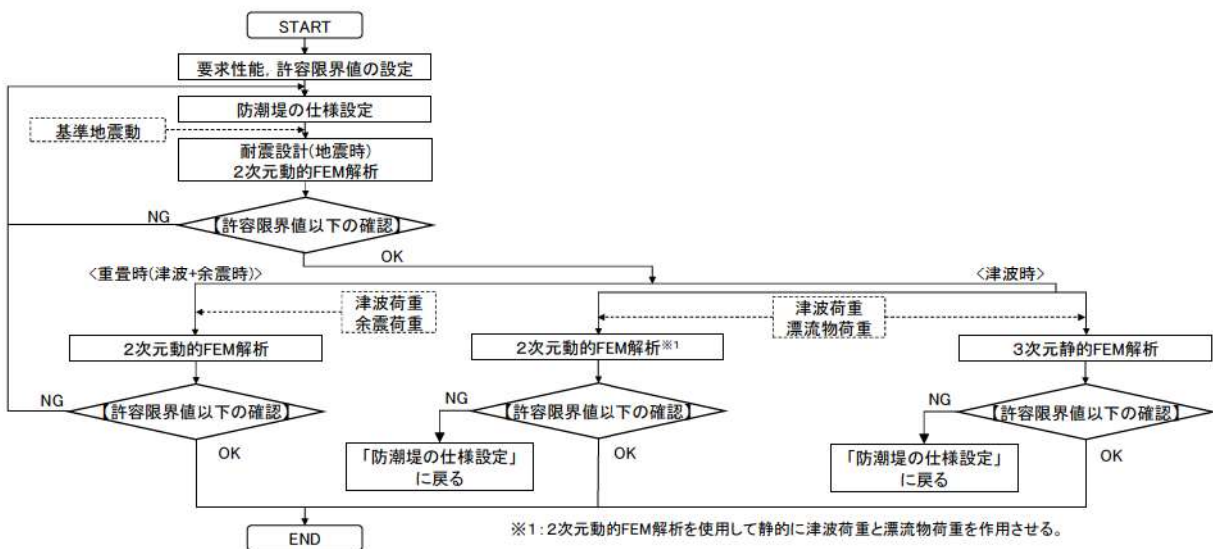 START
要求性能, 許容限界値の設定
防潮堤の仕様設定
基準地震動
耐震設計(地震時)
2次元動的FEM解析
NG
【許容限界値以下の確認】
OK
<重畳時(津波+余震時)>
<津波時>
津波荷重
余震荷重
津波荷重
漂流物荷重
2次元動的FEM解析
2次元動的FEM解析※1
3次元静的FEM解析
NG
【許容限界値以下の確認】
NG
【許容限界値以下の確認】
NG
【許容限界値以下の確認】
OK
「防潮堤の仕様設定」
に戻る
OK
「防潮堤の仕様設定」
に戻る
OK
END
※1:2次元動的FEM解析を使用して静的に津波荷重と漂流物荷重を作用させる。